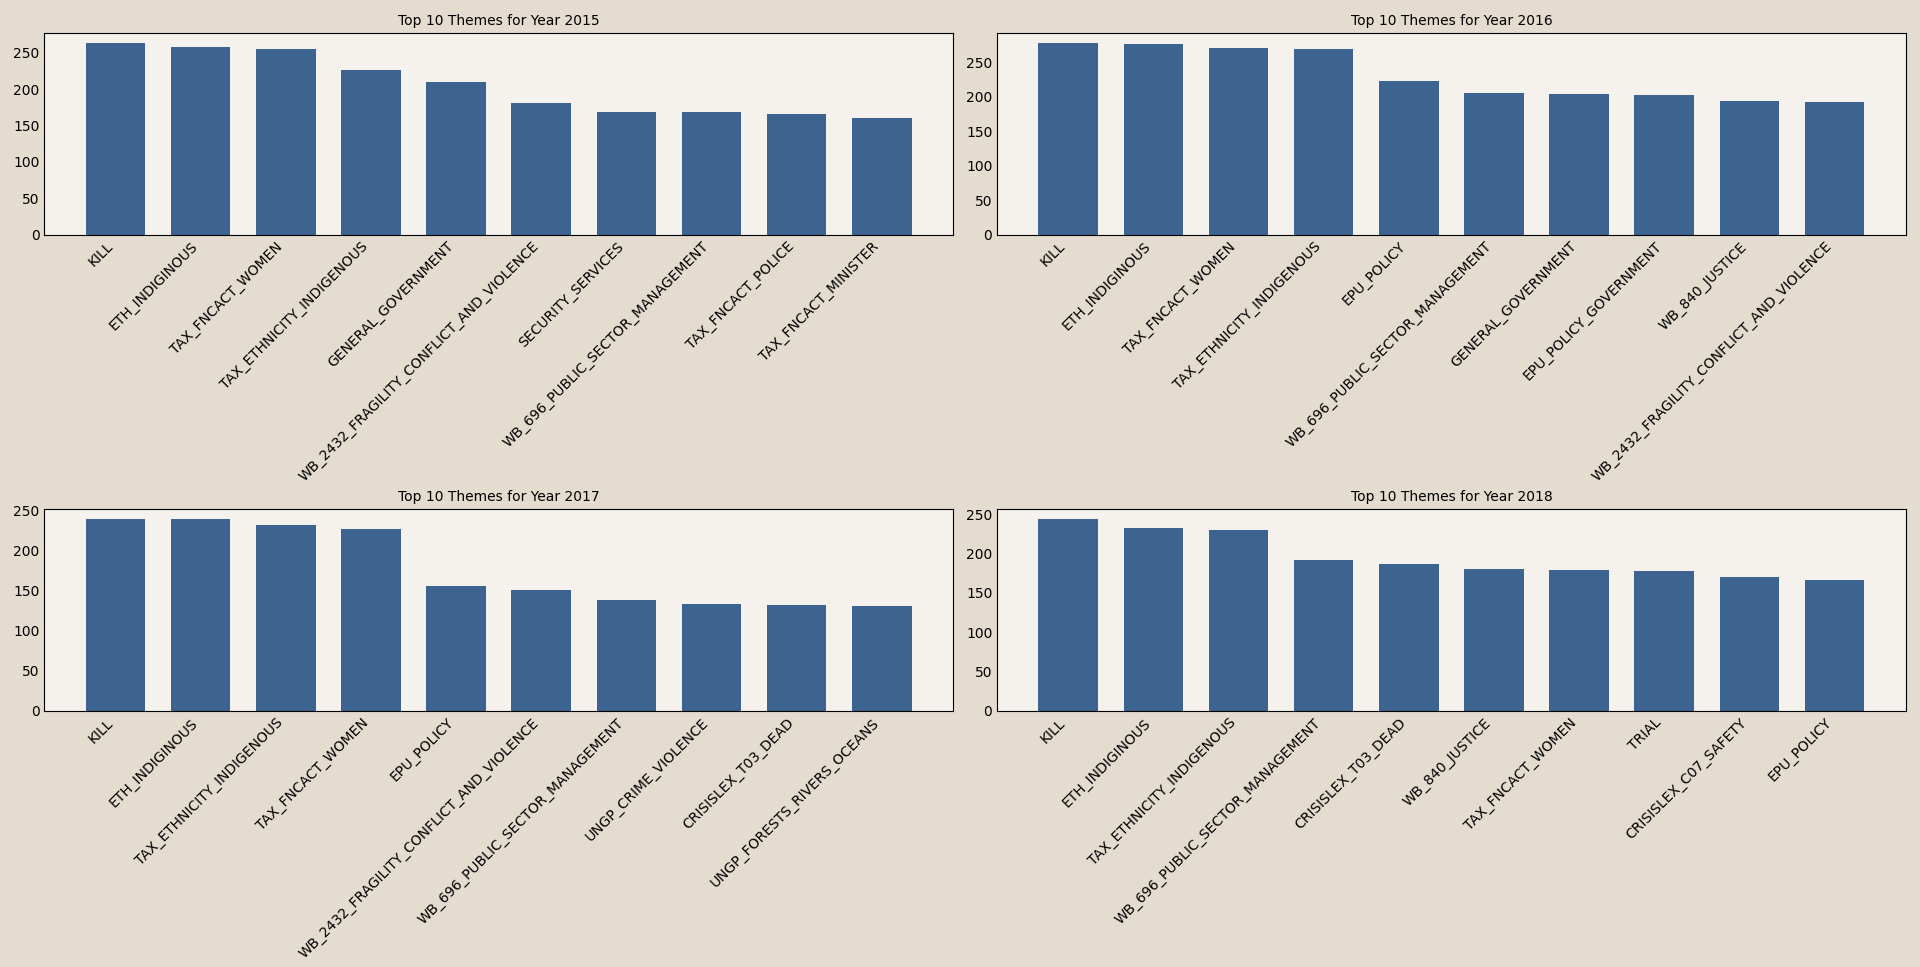 Top 10 Themes for Year 2015
250
200
150
100
50
0
KILL
ETH_INDIGINOUS
TAX_FNCACT_WOMEN
TAX_ETHNICITY_INDIGENOUS
GENERAL_GOVERNMENT
WB_2432_FRAGILITY_CONFLICT_AND_VIOLENCE
SECURITY_SERVICES
WB_696_PUBLIC_SECTOR_MANAGEMENT
TAX_FNCACT_POLICE
TAX_FNCACT_MINISTER
Top 10 Themes for Year 2016
250
200
150
100
50
0
KILL
ETH_INDIGINOUS
TAX_FNCACT_WOMEN
TAX_ETHNICITY_INDIGENOUS
EPU_POLICY
WB_696_PUBLIC_SECTOR_MANAGEMENT
GENERAL_GOVERNMENT
EPU_POLICY_GOVERNMENT
WB_840_JUSTICE
WB_2432_FRAGILITY_CONFLICT_AND_VIOLENCE
Top 10 Themes for Year 2017
250
200
150
100
50
0
KILL
ETH_INDIGINOUS
TAX_ETHNICITY_INDIGENOUS
TAX_FNCACT_WOMEN
EPU_POLICY
WB_2432_FRAGILITY_CONFLICT_AND_VIOLENCE
WB_696_PUBLIC_SECTOR_MANAGEMENT
UNGP_CRIME_VIOLENCE
CRISISLEX_T03_DEAD
UNGP_FORESTS_RIVERS_OCEANS
Top 10 Themes for Year 2018
250
200
150
100
50
0
KILL
ETH_INDIGINOUS
TAX_ETHNICITY_INDIGENOUS
WB_696_PUBLIC_SECTOR_MANAGEMENT
CRISISLEX_T03_DEAD
WB_840_JUSTICE
TAX_FNCACT_WOMEN
TRIAL
CRISISLEX_C07_SAFETY
EPU_POLICY